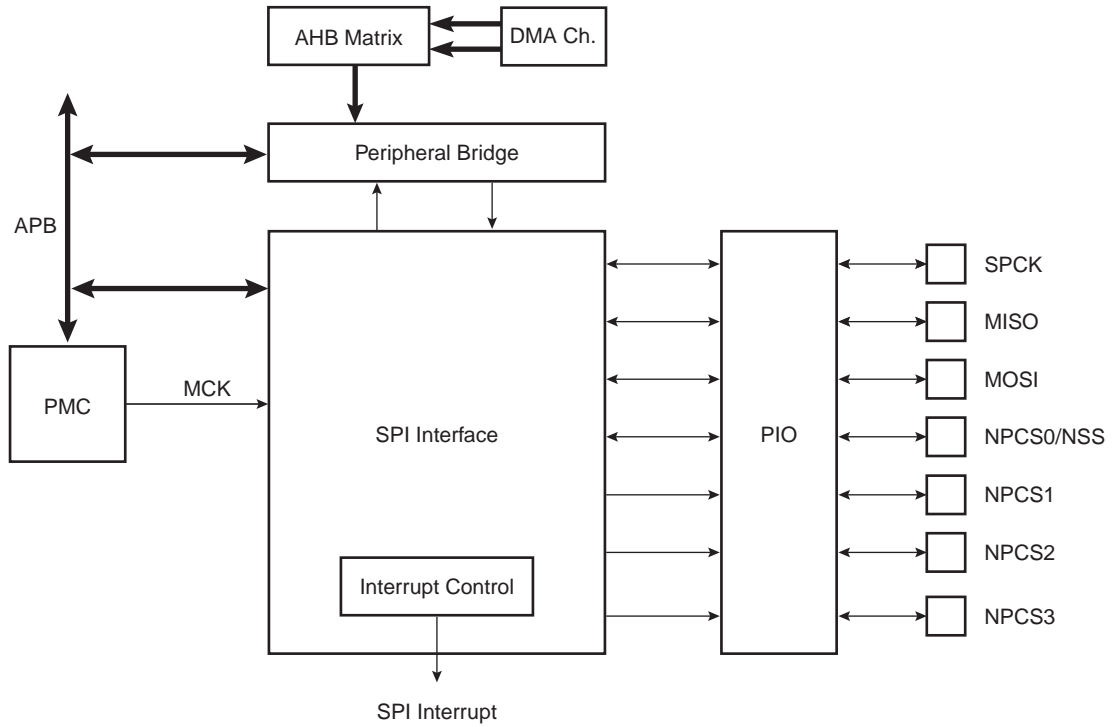 AHB Matrix
DMA Ch.
Peripheral Bridge
APB
SPCK
MISO
MCK
MOSI
PMC
SPI Interface
PIO
NPCS0/NSS
NPCS1
NPCS2
Interrupt Control
NPCS3
SPI Interrupt